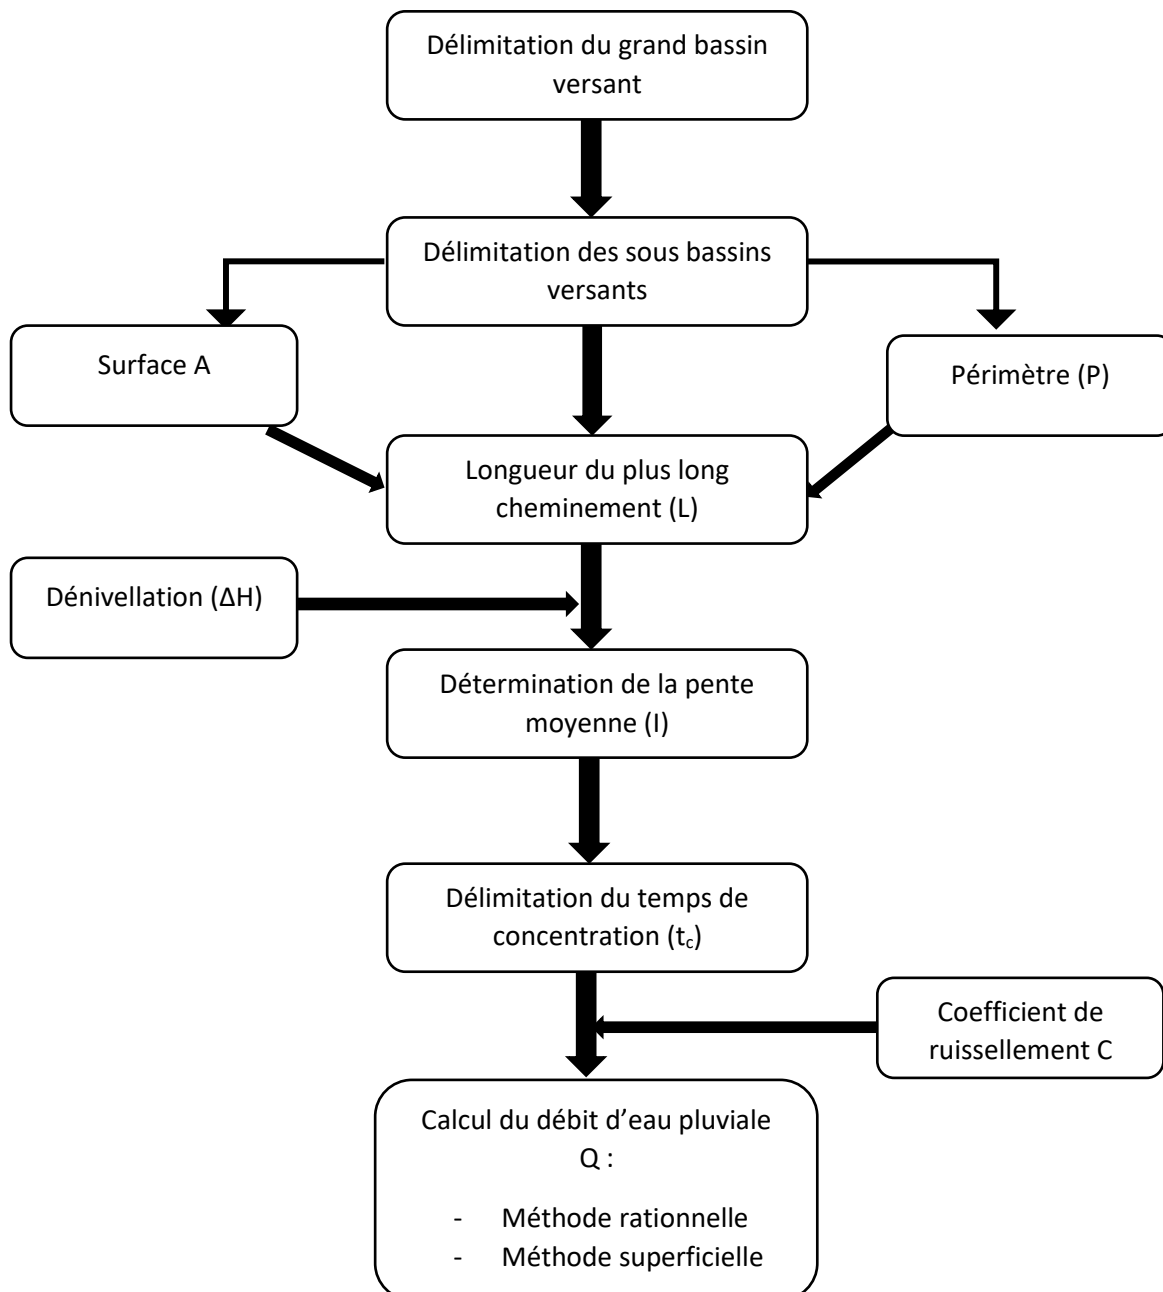 Délimitation du grand bassin
versant
Délimitation des sous bassins
versants
Surface A
Périmètre (P)
Longueur du plus long
cheminement (L)
Dénivellation (ΔH)
Détermination de la pente
moyenne (I)
Délimitation du temps de
concentration (tc)
Coefficient de
ruissellement C
Calcul du débit d’eau pluviale
Q :
- Méthode rationnelle
- Méthode superficielle